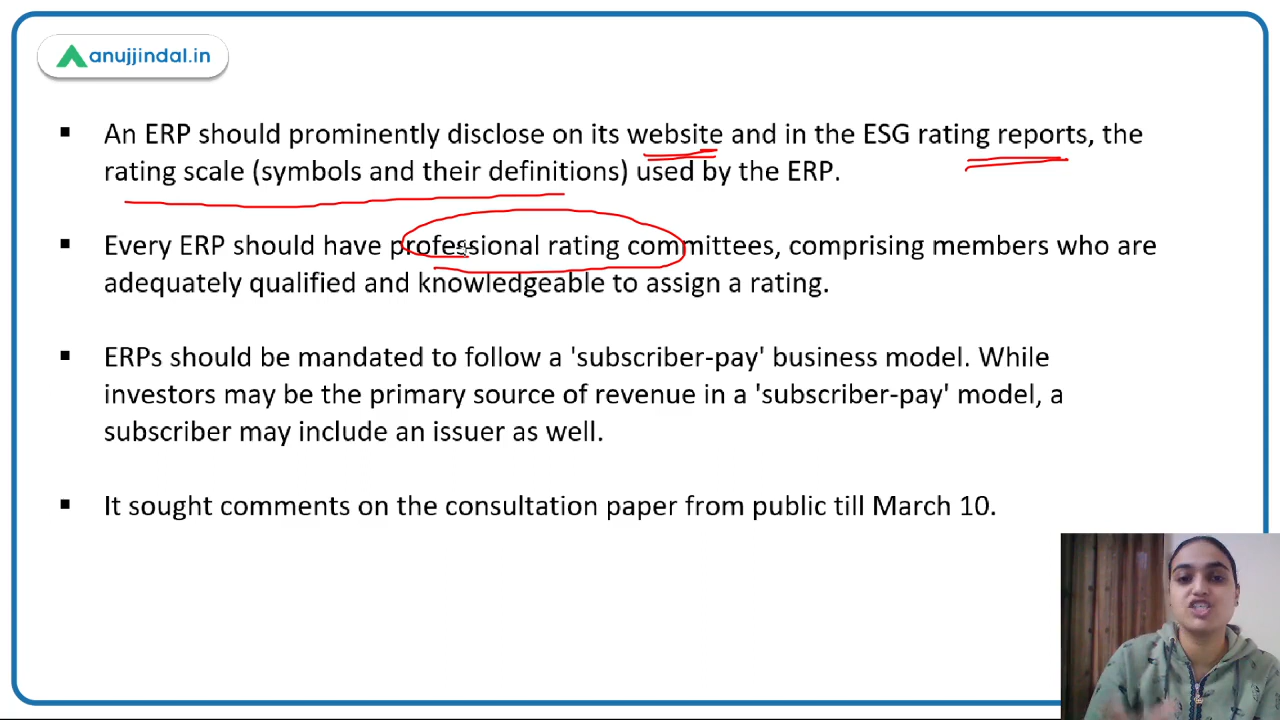 anujjindal.in
▪ An ERP should prominently disclose on its website and in the ESG rating reports, the
rating scale (symbols and their definitions) used by the ERP.
▪ Every ERP should have professional rating committees, comprising members who are
adequately qualified and knowledgeable to assign a rating.
▪ ERPs should be mandated to follow a 'subscriber-pay' business model. While
investors may be the primary source of revenue in a 'subscriber-pay' model, a
subscriber may include an issuer as well.
▪ It sought comments on the consultation paper from public till March 10.